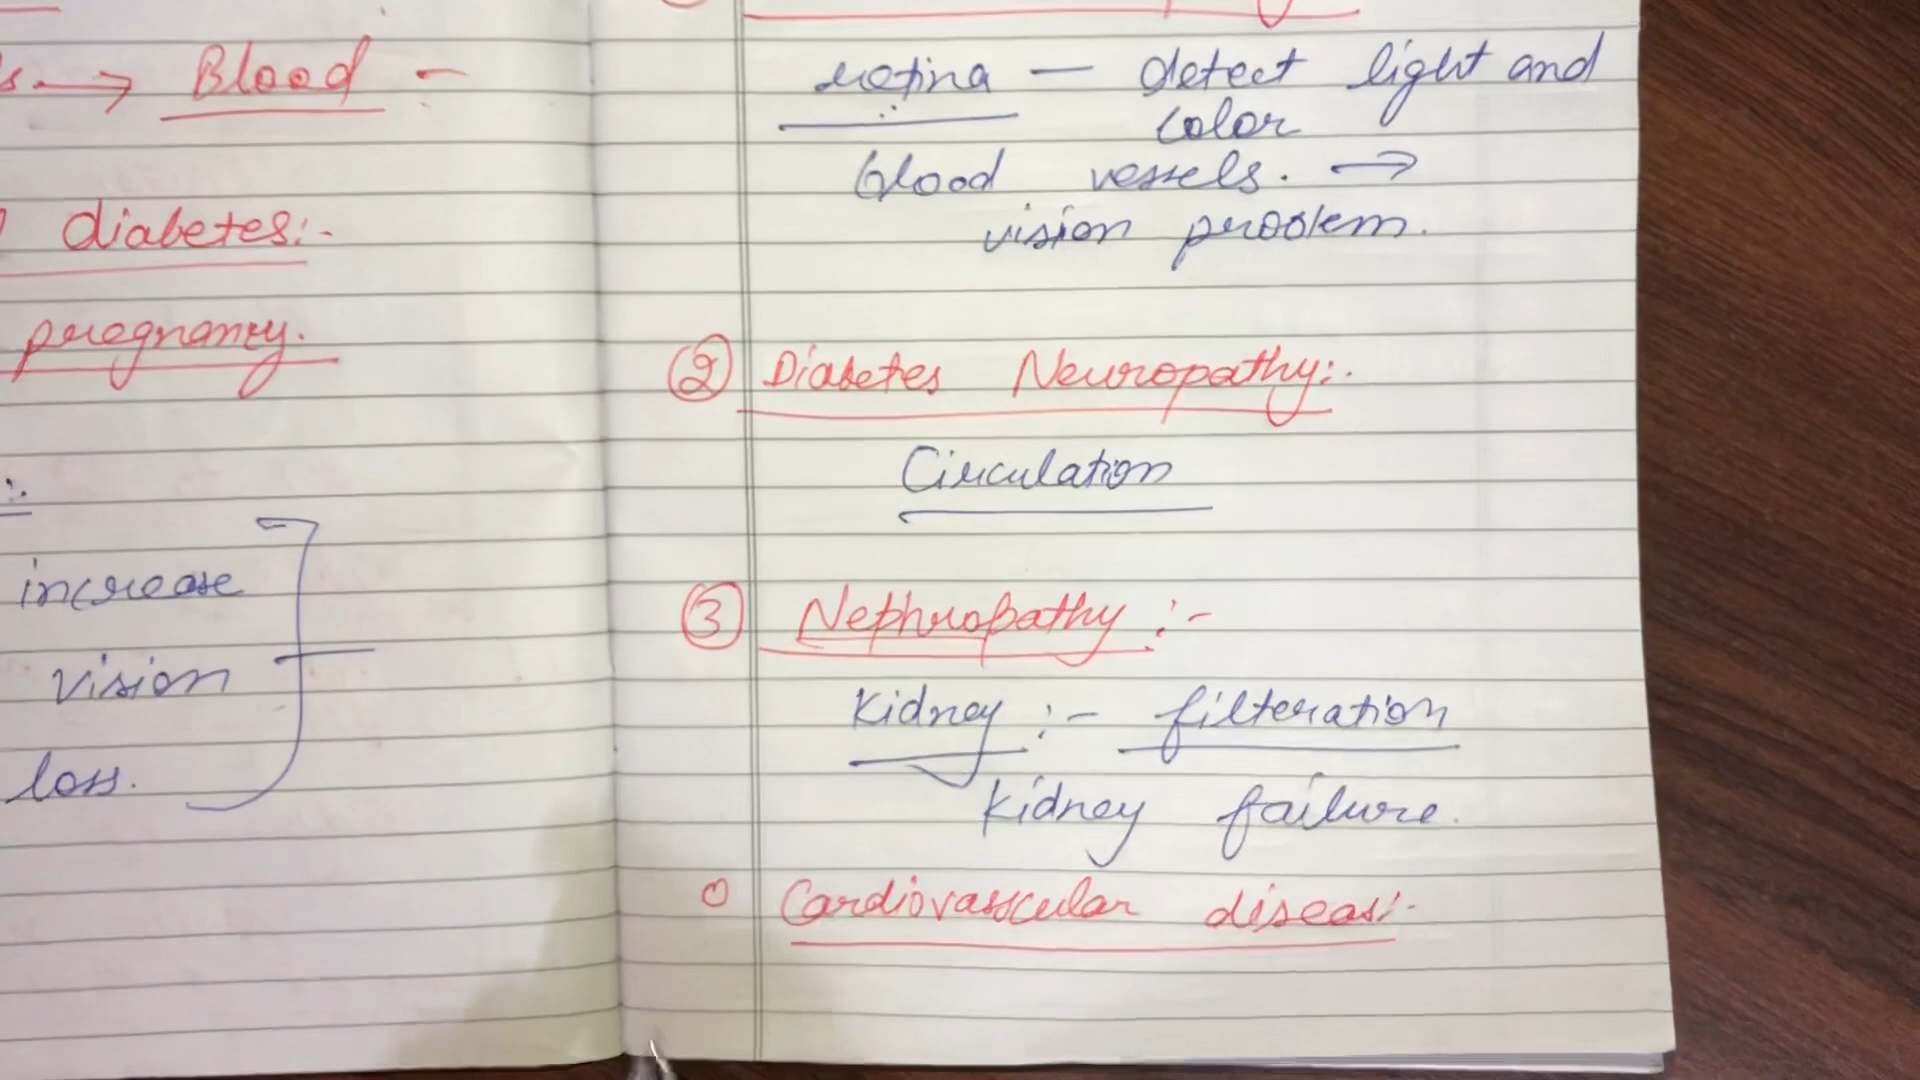 → Blood -
diabetes:-
pregnancy.
increase
vision
loss.
retina — detect light and
color
blood vessels. →
vision problem.
② Diabetes Neuropathy:-
Circulation
③ Nephropathy :-
Kidney :- filteration
Kidney failure.
Cardiovascular diseas:-